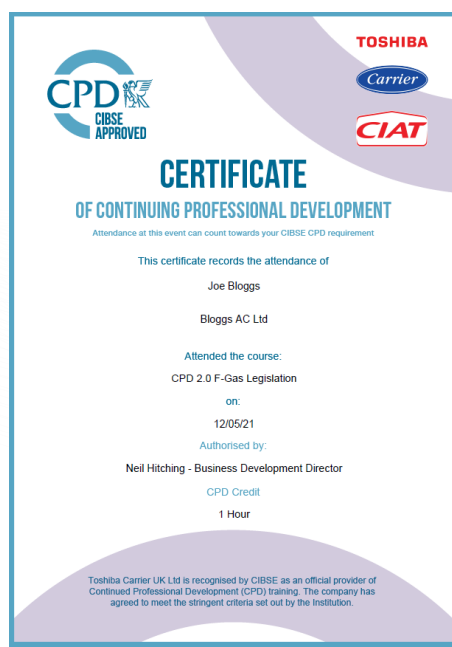 TOSHIBA
Carrier
CIAT
CPD
CIBSE
APPROVED
CERTIFICATE
OF CONTINUING PROFESSIONAL DEVELOPMENT
Attendance at this event can count towards your CIBSE CPD requirement
This certificate records the attendance of
Joe Bloggs
Bloggs AC Ltd
Attended the course:
CPD 2.0 F-Gas Legislation
on:
12/05/21
Authorised by:
Neil Hitching - Business Development Director
CPD Credit
1 Hour
Toshiba Carrier UK Ltd is recognised by CIBSE as an official provider of
Continued Professional Development (CPD) training. The company has
agreed to meet the stringent criteria set out by the Institution.